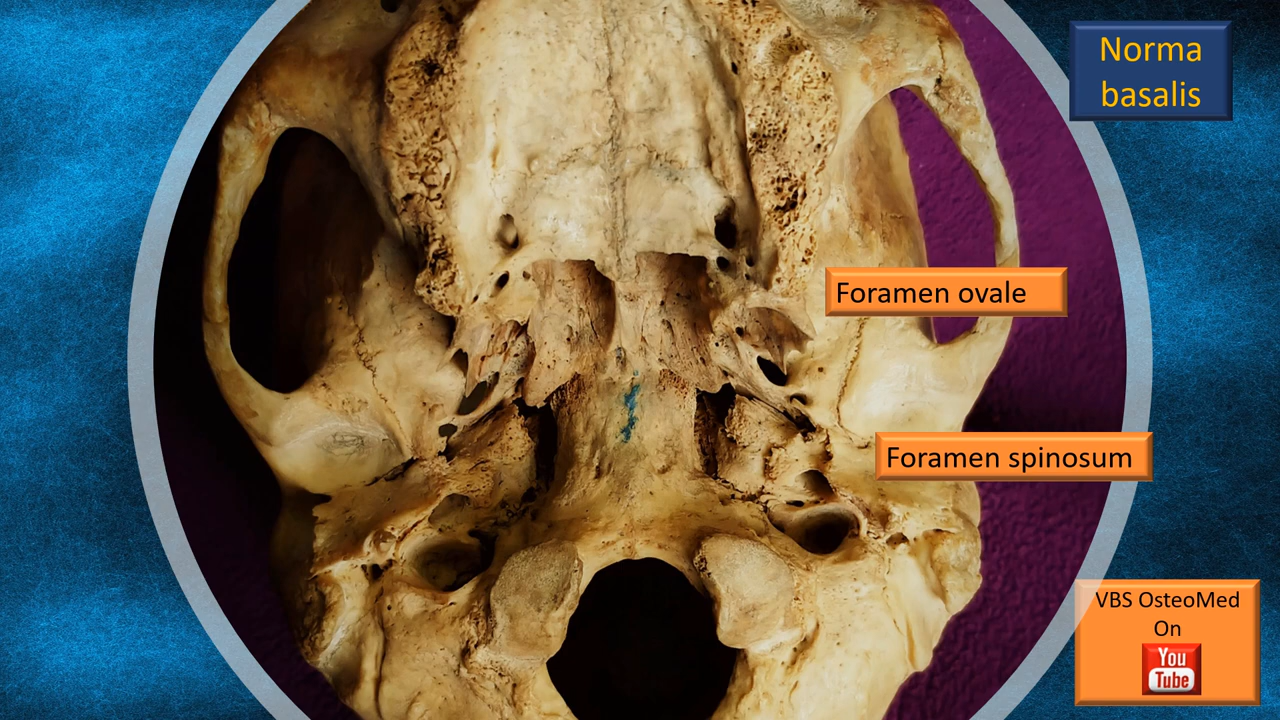 Norma
basalis
Foramen ovale
Foramen spinosum
VBS OsteoMed
On
You
Tube